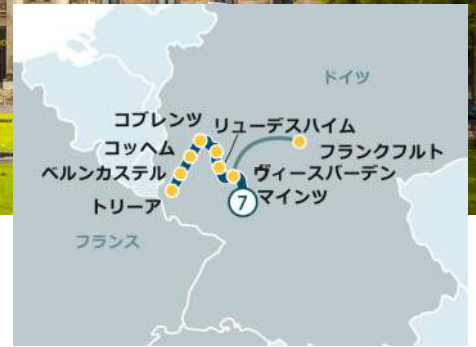 ドイツ
コブレンツ
リューデスハイム
コッヘム
フランクフルト
ベルンカステル
ヴィースバーデン
トリーア
7
マインツ
フランス